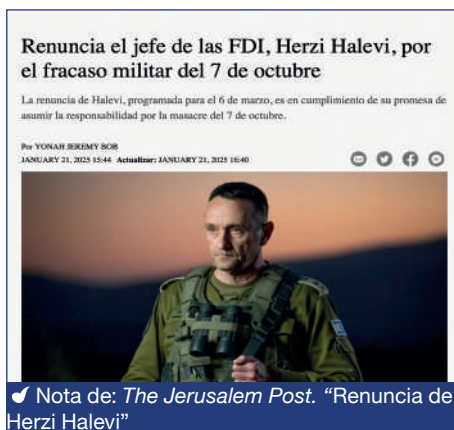 Renuncia el jefe de las FDI, Herzi Halevi, por
el fracaso militar del 7 de octubre
La renuncia de Halevi, programada para el 6 de marzo, es en cumplimiento de su promesa de
asumir la responsabilidad por la masacre del 7 de octubre.
Por YONAH JEREMY BOB
JANUARY 21, 2025 15:44 Actualizar: JANUARY 21, 2025 16:40
Nota de: The Jerusalem Post. “Renuncia de
Herzi Halevi”